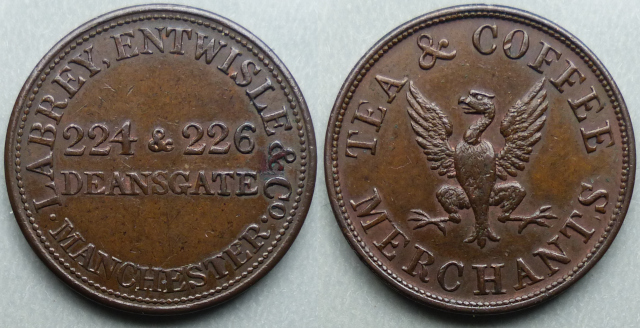 LABREY, ENTWISLE & Co.
224 & 226
DEANSGATE
· MANCHESTER ·
TEA & COFFEE
MERCHANTS